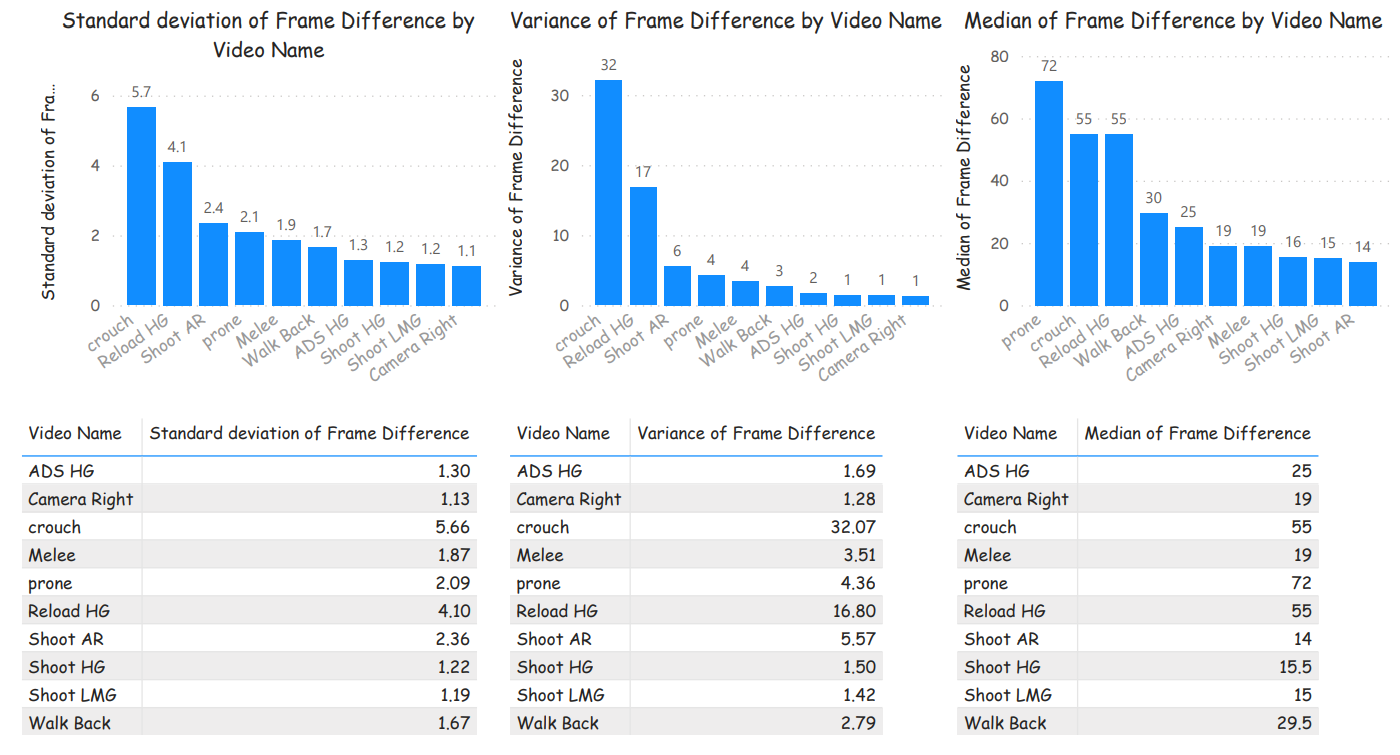 Standard deviation of Frame Difference by
Video Name
Standard deviation of Fra...
6
4
2
0
5.7
4.1
2.4
2.1
1.9
1.7
1.3
1.2
1.2
1.1
crouch
Reload HG
Shoot AR
prone
Melee
Walk Back
ADS HG
Shoot HG
Shoot LMG
Camera Right
Variance of Frame Difference by Video Name
Variance of Frame Difference
30
20
10
0
32
17
6
4
4
3
2
1
1
1
crouch
Reload HG
Shoot AR
prone
Melee
Walk Back
ADS HG
Shoot HG
Shoot LMG
Camera Right
Median of Frame Difference by Video Name
Median of Frame Difference
80
60
40
20
0
72
55
55
30
25
19
19
16
15
14
prone
crouch
Reload HG
Walk Back
ADS HG
Camera Right
Melee
Shoot HG
Shoot LMG
Shoot AR
Video Name Standard deviation of Frame Difference
ADS HG 1.30
Camera Right 1.13
crouch 5.66
Melee 1.87
prone 2.09
Reload HG 4.10
Shoot AR 2.36
Shoot HG 1.22
Shoot LMG 1.19
Walk Back 1.67
Video Name Variance of Frame Difference
ADS HG 1.69
Camera Right 1.28
crouch 32.07
Melee 3.51
prone 4.36
Reload HG 16.80
Shoot AR 5.57
Shoot HG 1.50
Shoot LMG 1.42
Walk Back 2.79
Video Name Median of Frame Difference
ADS HG 25
Camera Right 19
crouch 55
Melee 19
prone 72
Reload HG 55
Shoot AR 14
Shoot HG 15.5
Shoot LMG 15
Walk Back 29.5